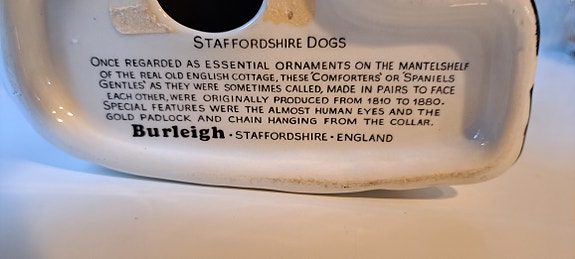 STAFFORDSHIRE DOGS
ONCE REGARDED AS ESSENTIAL ORNAMENTS ON THE MANTELSHELF
OF THE REAL OLD ENGLISH COTTAGE, THESE 'COMFORTERS' OR 'SPANIELS
GENTLES' AS THEY WERE SOMETIMES CALLED, MADE IN PAIRS TO FACE
EACH OTHER, WERE ORIGINALLY PRODUCED FROM 1810 TO 1880.
SPECIAL FEATURES WERE THE ALMOST HUMAN EYES AND THE
GOLD PADLOCK AND CHAIN HANGING FROM THE COLLAR.
Burleigh · STAFFORDSHIRE · ENGLAND